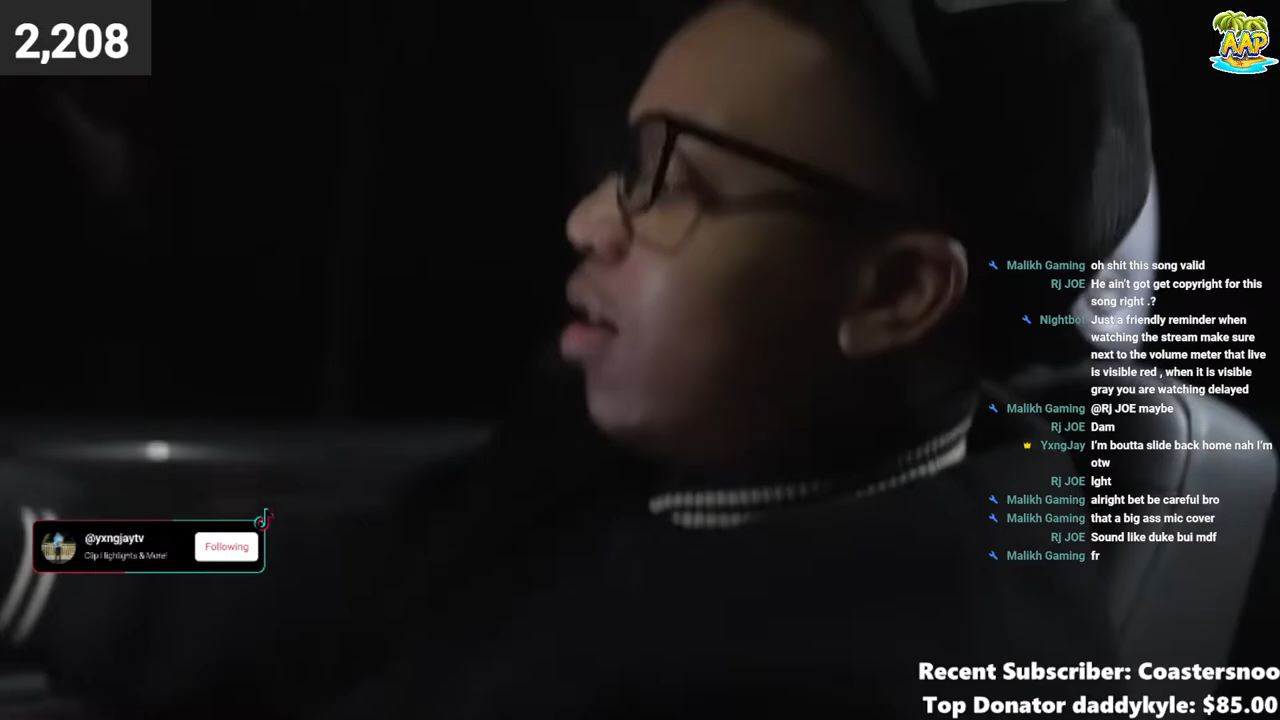 2,208
AAP
Malikh Gaming oh shit this song valid
Rj JOE He ain't got get copyright for this
song right .?
Nightbot Just a friendly reminder when
watching the stream make sure
next to the volume meter that live
is visible red , when it is visible
gray you are watching delayed
Malikh Gaming @Rj JOE maybe
Rj JOE Dam
YxngJay I'm boutta slide back home nah I'm
otw
Rj JOE Ight
Malikh Gaming alright bet be careful bro
Malikh Gaming that a big ass mic cover
Rj JOE Sound like duke bui mdf
Malikh Gaming fr
@yxngjaytv
Clip Highlights & More!
Following
Recent Subscriber: Coastersnoo
Top Donator daddykyle: $85.00